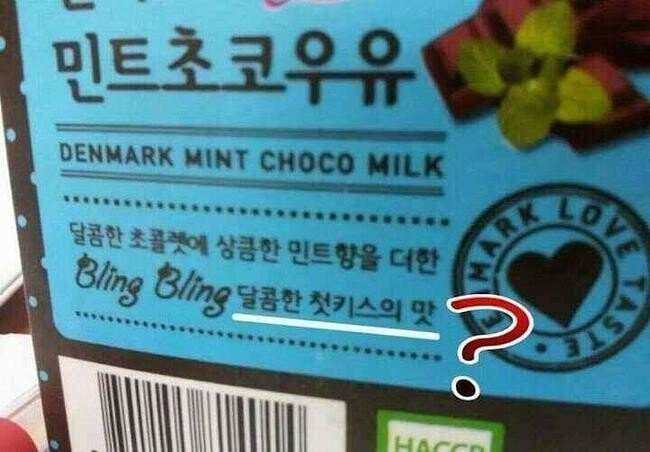 민트초코우유
DENMARK MINT CHOCO MILK
달콤한 초콜렛에 상큼한 민트향을 더한
Bling Bling 달콤한 첫키스의 맛
?
MARK LOVE TASTE
HACCP